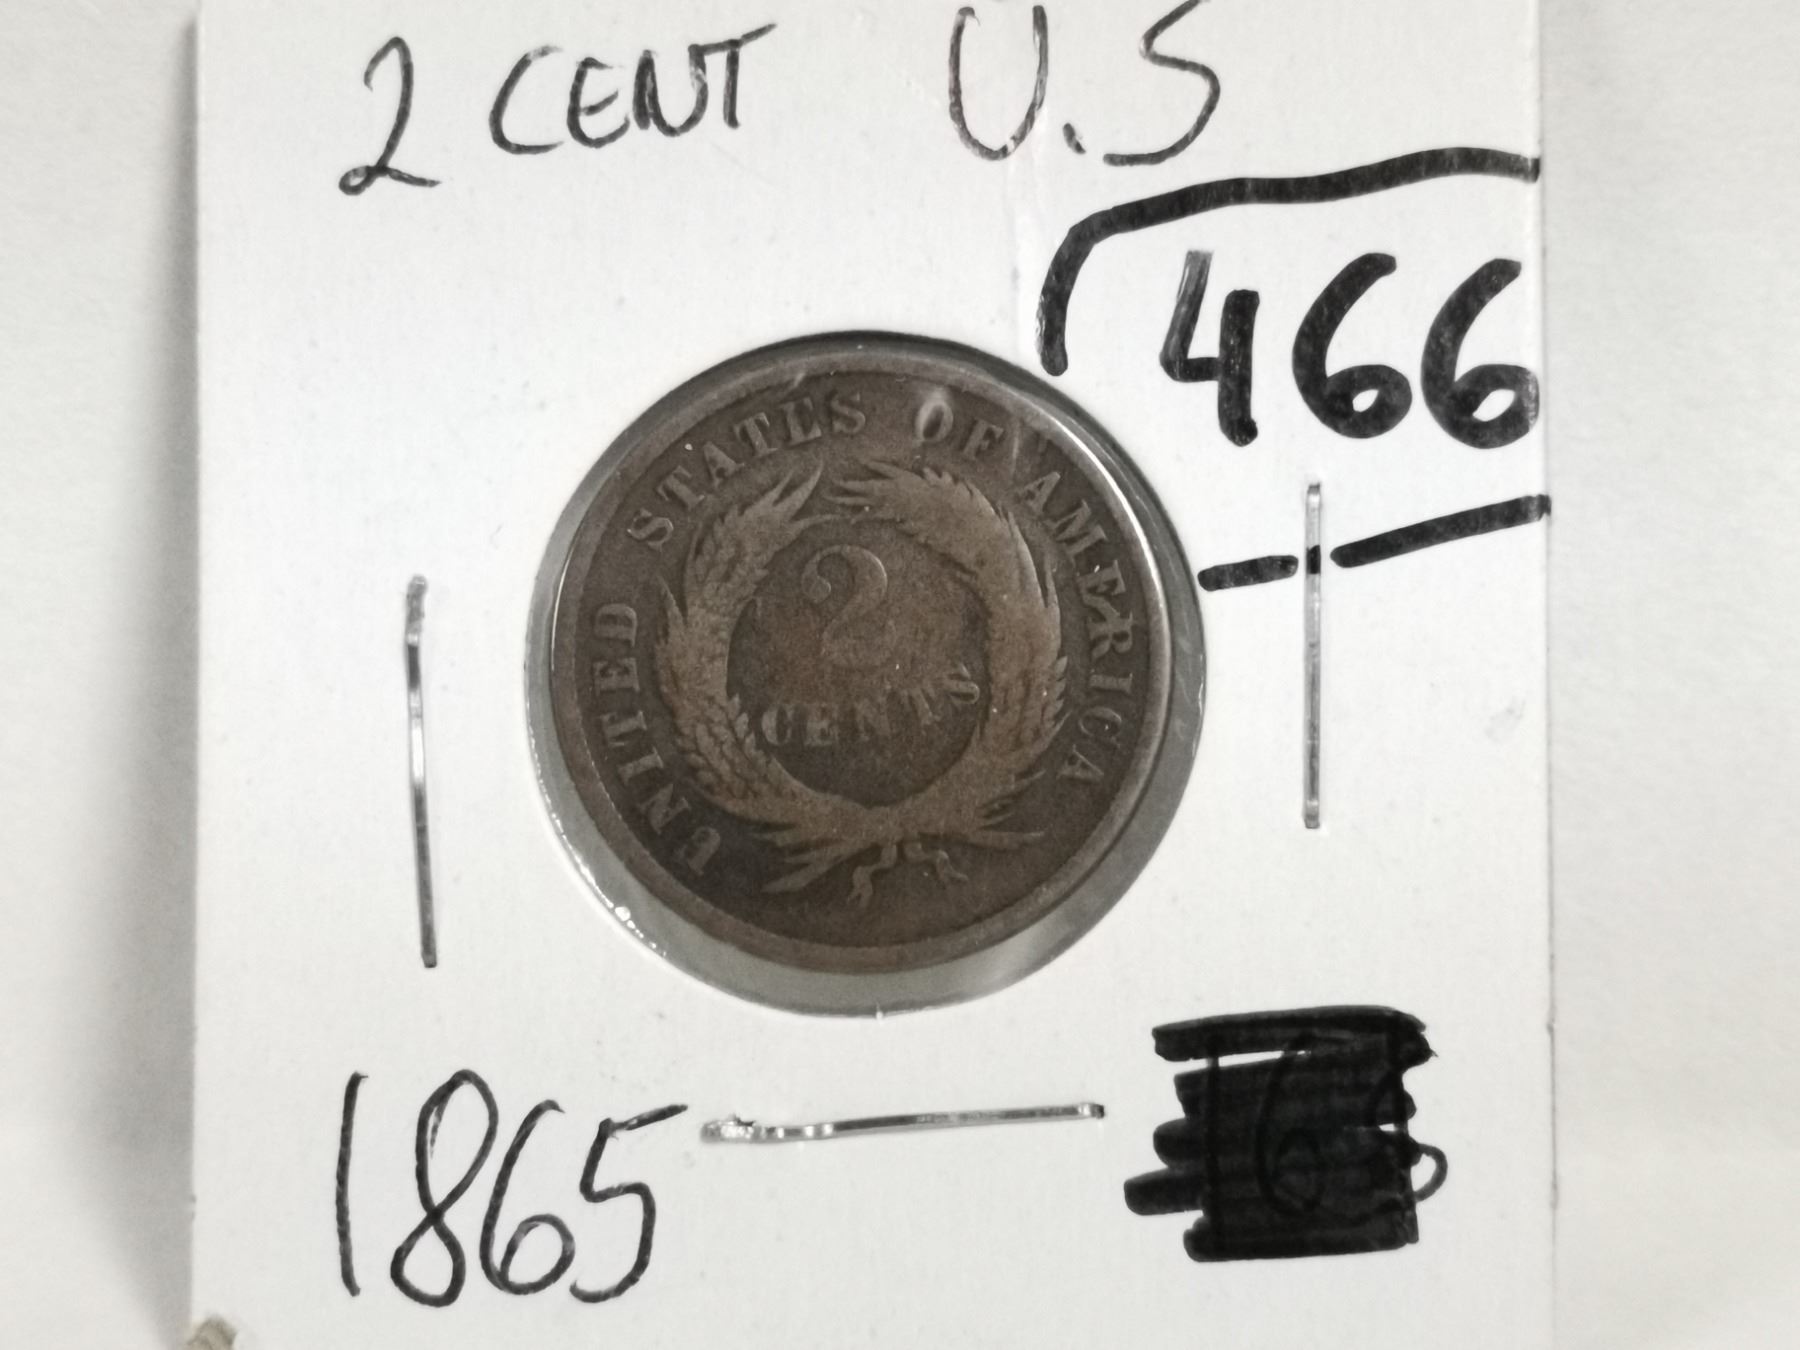 2 CENT U.S
466
UNITED STATES OF AMERICA
2
CENTS
1865